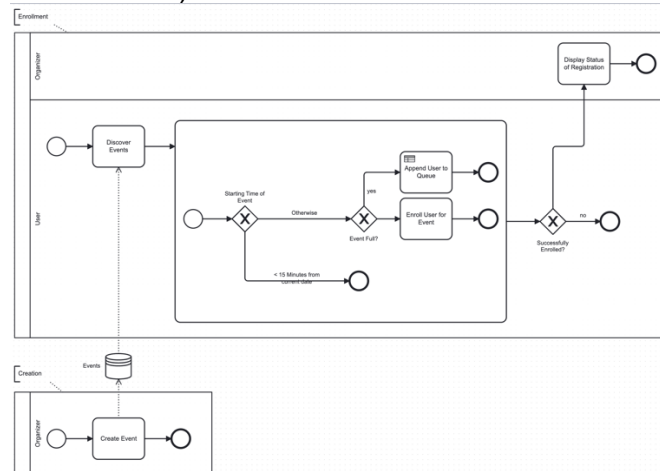 Enrollment
Organizer
Display Status
of Registration
User
Discover
Events
Starting Time of
Event
Otherwise
yes
Append User to
Queue
Event Full?
Enroll User for
Event
< 15 Minutes from
current date
no
Successfully
Enrolled?
Events
Creation
Organizer
Create Event